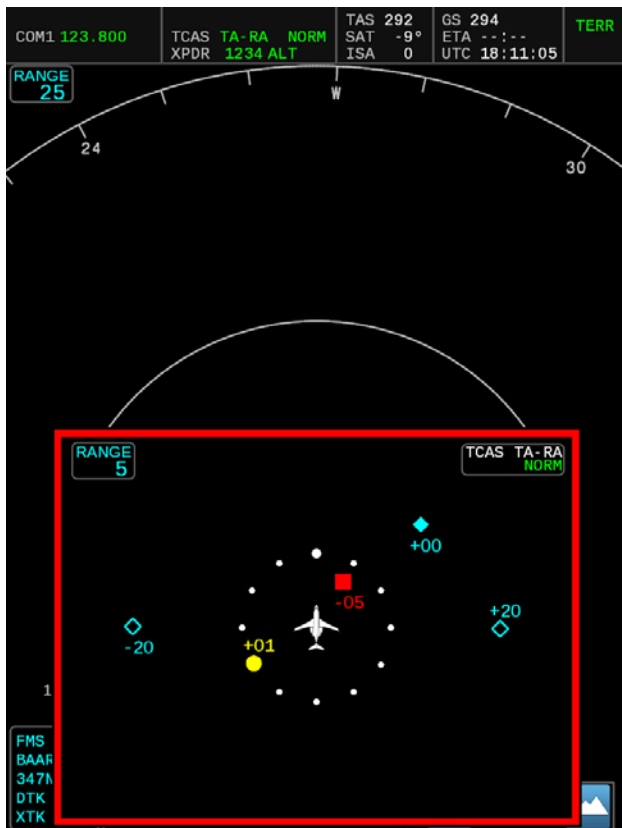 COM1 123.800
TCAS TA-RA NORM
XPDR 1234 ALT
TAS 292
SAT -9°
ISA 0
GS 294
ETA --:--
UTC 18:11:05
TERR
RANGE
25
W
24
30
RANGE
5
TCAS TA-RA
NORM
+00
-05
+20
-20
+01
1
FMS
BAAR
347
DTK
XTK